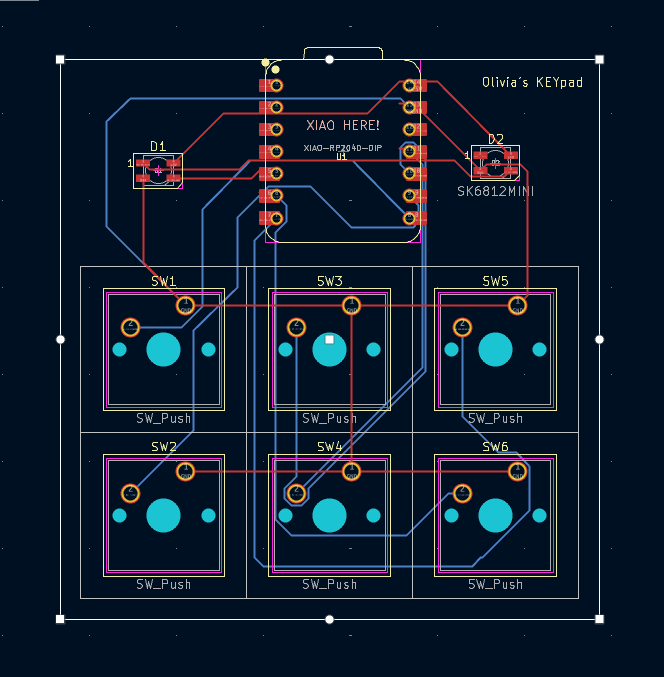 Olivia's KEYpad
XIAO HERE!
D1
D2
XIAO-RP2040-DIP
U1
1
1
SK6812MINI
SW1
SW3
SW5
1
1
1
2
2
2
SW_Push
SW_Push
SW_Push
SW2
SW4
SW6
1
1
1
2
2
2
SW_Push
SW_Push
SW_Push